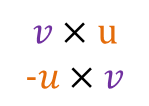 v × u
-u × v